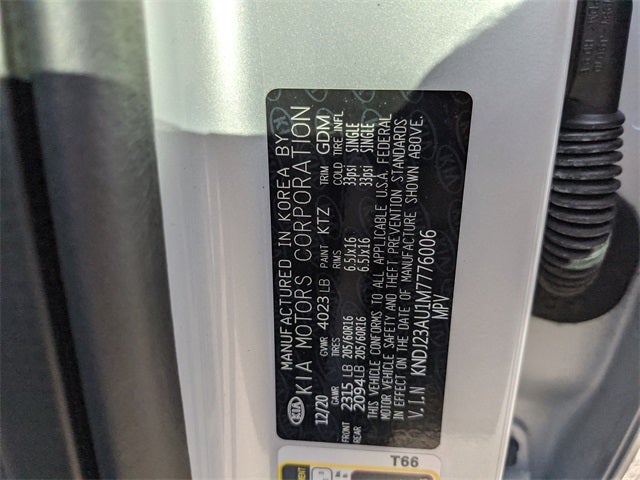 MANUFACTURED IN KOREA BY
KIA KIA MOTORS CORPORATION
12/20 GVWR 4023 LB PAINT KTZ TRIM GDM
GAWR TIRES RIMS COLD TIRE INFL
FRONT 2315 LB 205/60R16 6.5Jx16 33psi SINGLE
REAR 2094 LB 205/60R16 6.5Jx16 33psi SINGLE
THIS VEHICLE CONFORMS TO ALL APPLICABLE U.S.A. FEDERAL
MOTOR VEHICLE SAFETY AND THEFT PREVENTION STANDARDS
IN EFFECT ON THE DATE OF MANUFACTURE SHOWN ABOVE.
V.I.N KNDJ23AU1M7776006
MPV
T66